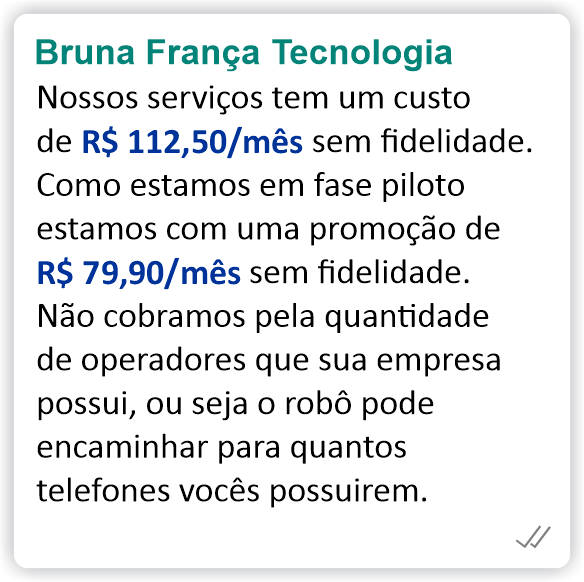 Bruna França Tecnologia
Nossos serviços tem um custo
de R$ 112,50/mês sem fidelidade.
Como estamos em fase piloto
estamos com uma promoção de
R$ 79,90/mês sem fidelidade.
Não cobramos pela quantidade
de operadores que sua empresa
possui, ou seja o robô pode
encaminhar para quantos
telefones vocês possuirem.